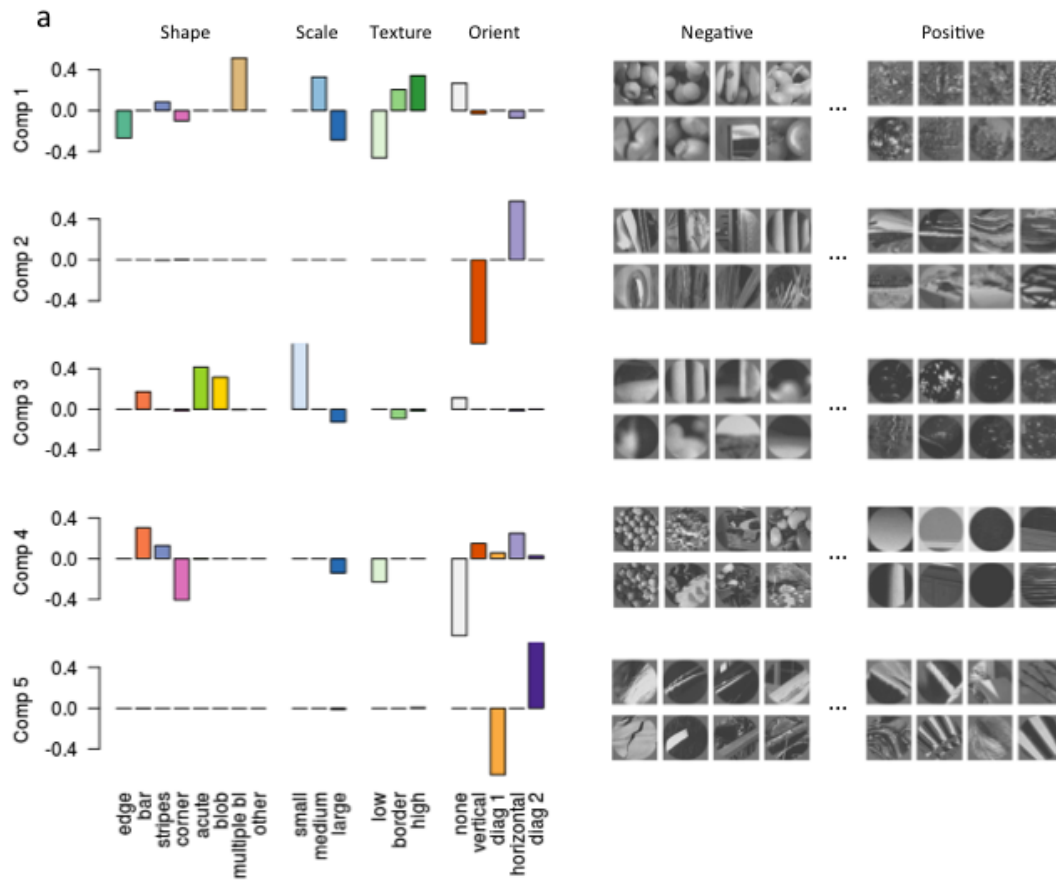 a
Shape Scale Texture Orient Negative Positive
Comp 1
0.4
0.0
-0.4
...
Comp 2
0.4
0.0
-0.4
...
Comp 3
0.4
0.0
-0.4
...
Comp 4
0.4
0.0
-0.4
...
Comp 5
0.4
0.0
-0.4
...
edge
bar
stripes
corner
acute
blob
multiple bl
other
small
medium
large
low
border
high
none
vertical
diag 1
horizontal
diag 2